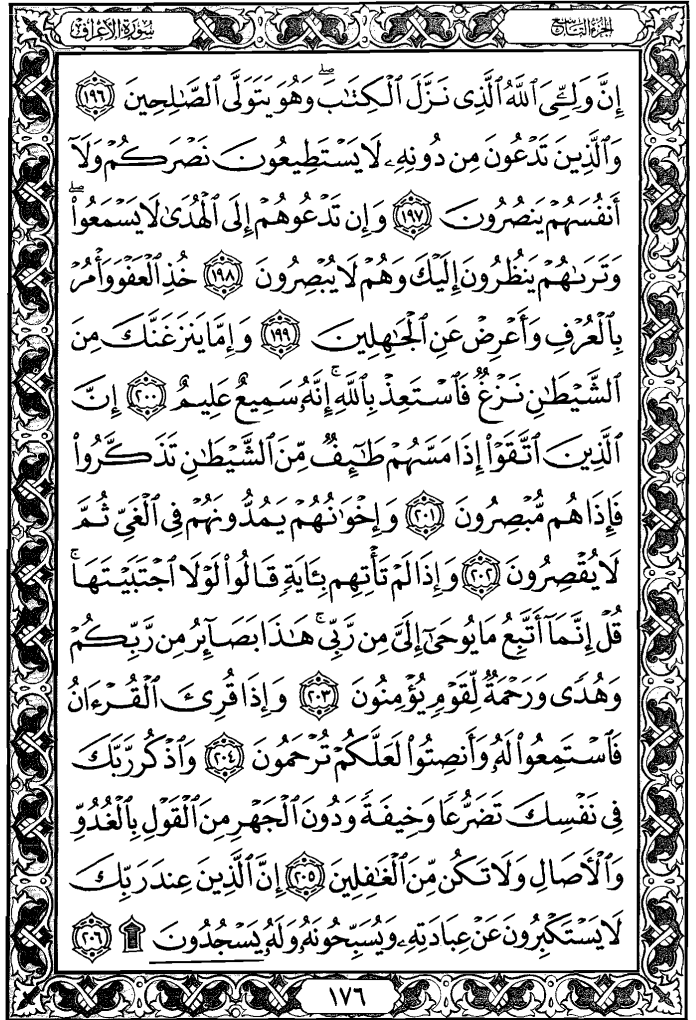 الجزء التاسع
سورة الأعراف
إِنَّ وَلِـِّۧيَ ٱللَّهُ ٱلَّذِى نَزَّلَ ٱلْكِتَٰبَۖ وَهُوَ يَتَوَلَّى ٱلصَّٰلِحِينَ ١٩٦
وَٱلَّذِينَ تَدْعُونَ مِن دُونِهِۦ لَا يَسْتَطِيعُونَ نَصْرَكُمْ وَلَآ
أَنفُسَهُمْ يَنصُرُونَ ١٩٧ وَإِن تَدْعُوهُمْ إِلَى ٱلْهُدَىٰ لَا يَسْمَعُوا۟ۖ
وَتَرَىٰهُمْ يَنظُرُونَ إِلَيْكَ وَهُمْ لَا يُبْصِرُونَ ١٩٨ خُذِ ٱلْعَفْوَ وَأْمُرْ
بِٱلْعُرْفِ وَأَعْرِضْ عَنِ ٱلْجَٰهِلِينَ ١٩٩ وَإِمَّا يَنزَغَنَّكَ مِنَ
ٱلشَّيْطَٰنِ نَزْغٌ فَٱسْتَعِذْ بِٱللَّهِۚ إِنَّهُۥ سَمِيعٌ عَلِيمٌ ٢٠٠ إِنَّ
ٱلَّذِينَ ٱتَّقَوْا۟ إِذَا مَسَّهُمْ طَٰٓئِفٌ مِّنَ ٱلشَّيْطَٰنِ تَذَكَّرُوا۟
فَإِذَا هُم مُّبْصِرُونَ ٢٠١ وَإِخْوَٰنُهُمْ يَمُدُّونَهُمْ فِى ٱلْغَىِّ ثُمَّ
لَا يُقْصِرُونَ ٢٠٢ وَإِذَا لَمْ تَأْتِهِم بِـَٔايَةٍ قَالُوا۟ لَوْلَا ٱجْتَبَيْتَهَاۚ
قُلْ إِنَّمَآ أَتَّبِعُ مَا يُوحَىٰٓ إِلَىَّ مِن رَّبِّىۚ هَٰذَا بَصَآئِرُ مِن رَّبِّكُمْ
وَهُدًى وَرَحْمَةٌ لِّقَوْمٍ يُؤْمِنُونَ ٢٠٣ وَإِذَا قُرِئَ ٱلْقُرْءَانُ
فَٱسْتَمِعُوا۟ لَهُۥ وَأَنصِتُوا۟ لَعَلَّكُمْ تُرْحَمُونَ ٢٠٤ وَٱذْكُر رَّبَّكَ
فِى نَفْسِكَ تَضَرُّعًا وَخِيفَةً وَدُونَ ٱلْجَهْرِ مِنَ ٱلْقَوْلِ بِٱلْغُدُوِّ
وَٱلْـَٔاصَالِ وَلَا تَكُن مِّنَ ٱلْغَٰفِلِينَ ٢٠٥ إِنَّ ٱلَّذِينَ عِندَ رَبِّكَ
لَا يَسْتَكْبِرُونَ عَنْ عِبَادَتِهِۦ وَيُسَبِّحُونَهُۥ وَلَهُۥ يَسْجُدُونَ ۩ ٢٠٦
١٧٦